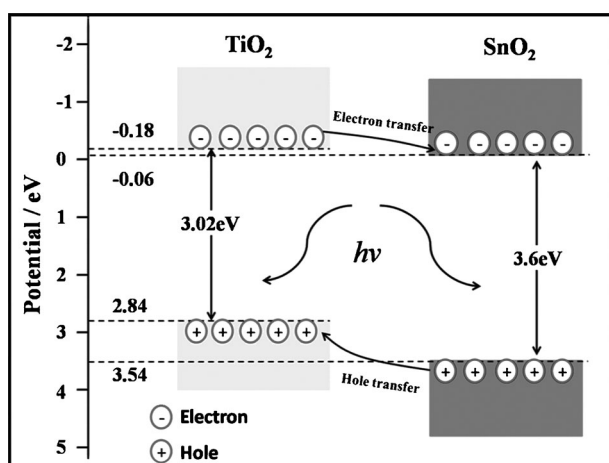 TiO₂
SnO₂
-2
-1
-0.18
Electron transfer
0
-0.06
Potential / eV
1
3.02eV
hν
3.6eV
2
2.84
3
3.54
Hole transfer
4
Electron
5
Hole
- - - - -
- - - - -
+ + + + +
+ + + + +
-
+